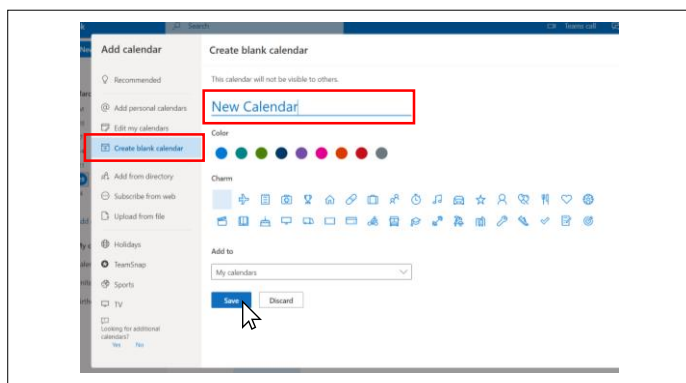 Search
Teams call
Add calendar
Create blank calendar
Recommended
This calendar will not be visible to others.
Add personal calendars
New Calendar
Edit my calendars
Color
Create blank calendar
Add from directory
Charm
Subscribe from web
Upload from file
Holidays
Add to
TeamSnap
My calendars
Sports
TV
Save Discard
Looking for additional
calendars?
Yes No